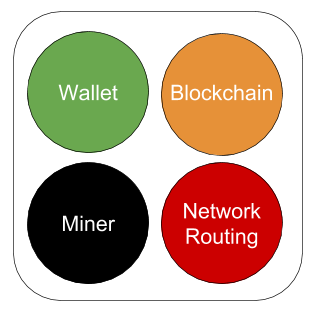 Wallet
Blockchain
Miner
Network
Routing